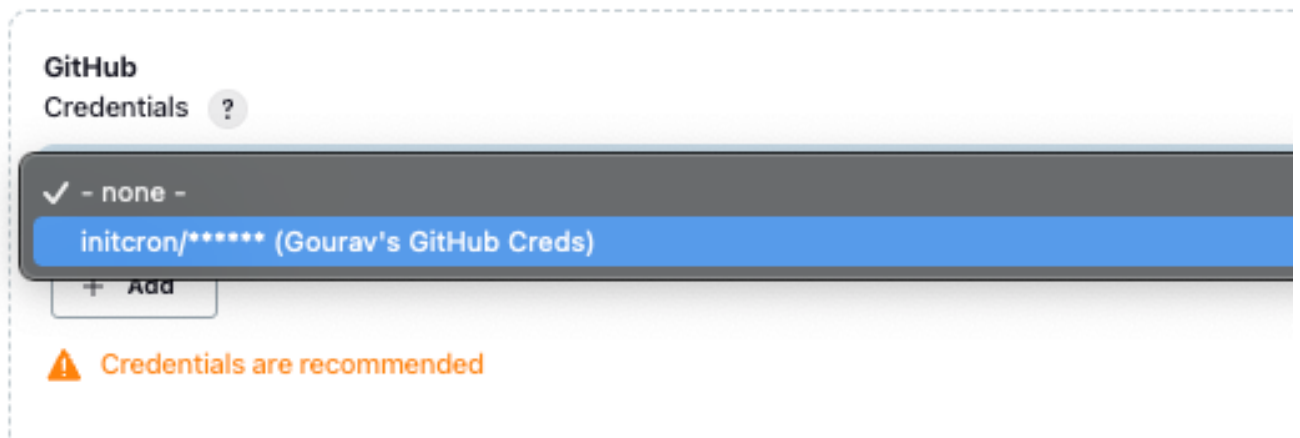 GitHub
Credentials ?
✓ - none -
initcron/****** (Gourav's GitHub Creds)
+ Add
Credentials are recommended